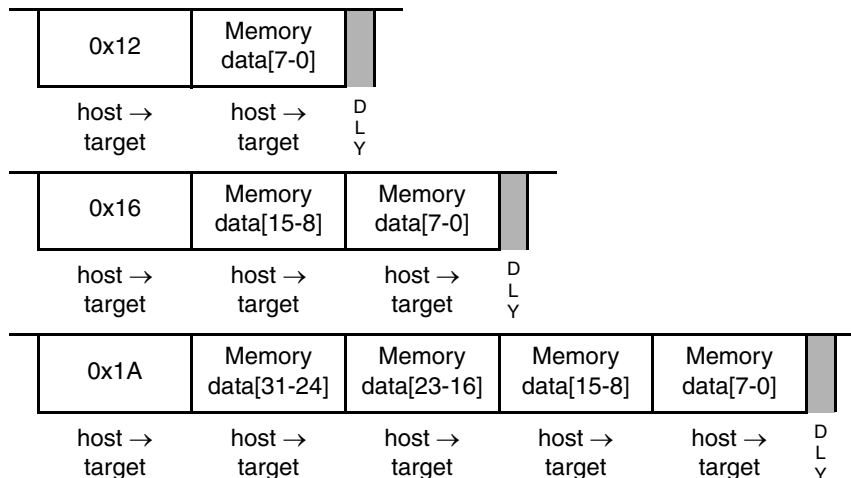 0x12 Memory data[7-0]
host → target host → target D L Y
0x16 Memory data[15-8] Memory data[7-0]
host → target host → target host → target D L Y
0x1A Memory data[31-24] Memory data[23-16] Memory data[15-8] Memory data[7-0]
host → target host → target host → target host → target host → target D L Y